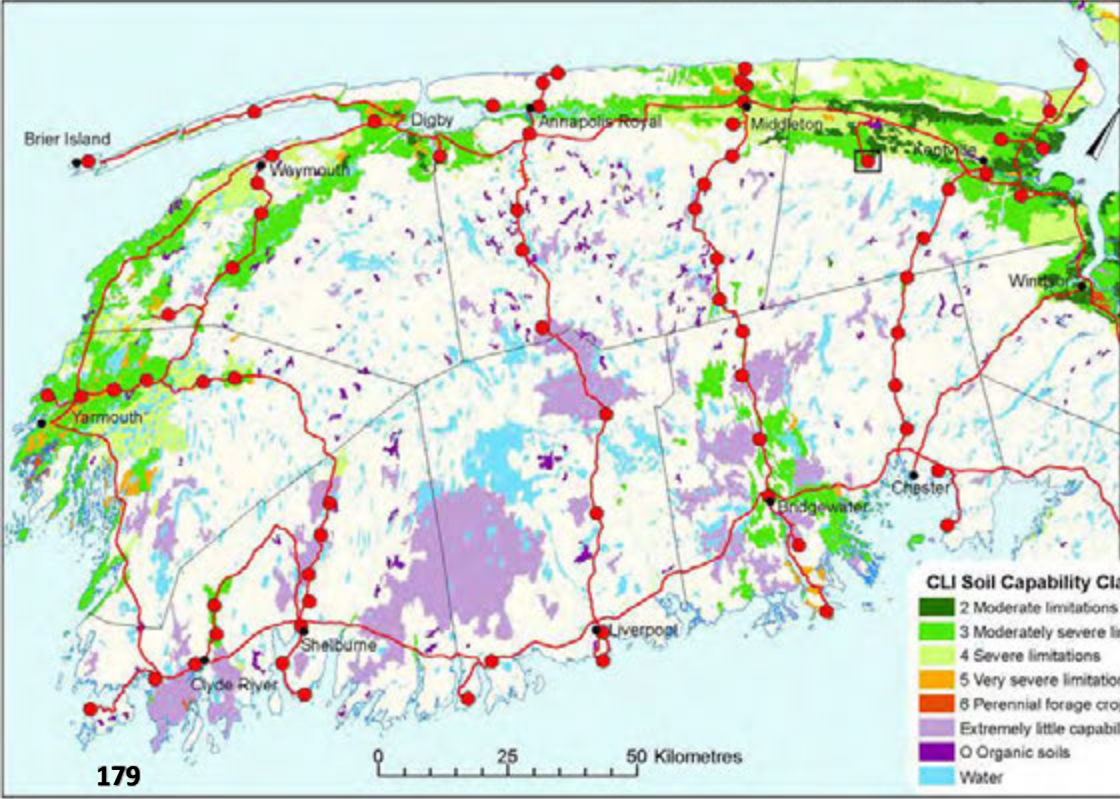 Brier Island
Digby
Annapolis Royal
Middleton
Kentville
Weymouth
Windsor
Yarmouth
Chester
Bridgewater
Liverpool
Shelburne
Clyde River
CLI Soil Capability Cla
2 Moderate limitations
3 Moderately severe li
4 Severe limitations
5 Very severe limitation
6 Perennial forage cro
Extremely little capabil
O Organic soils
Water
0 25 50 Kilometres
179